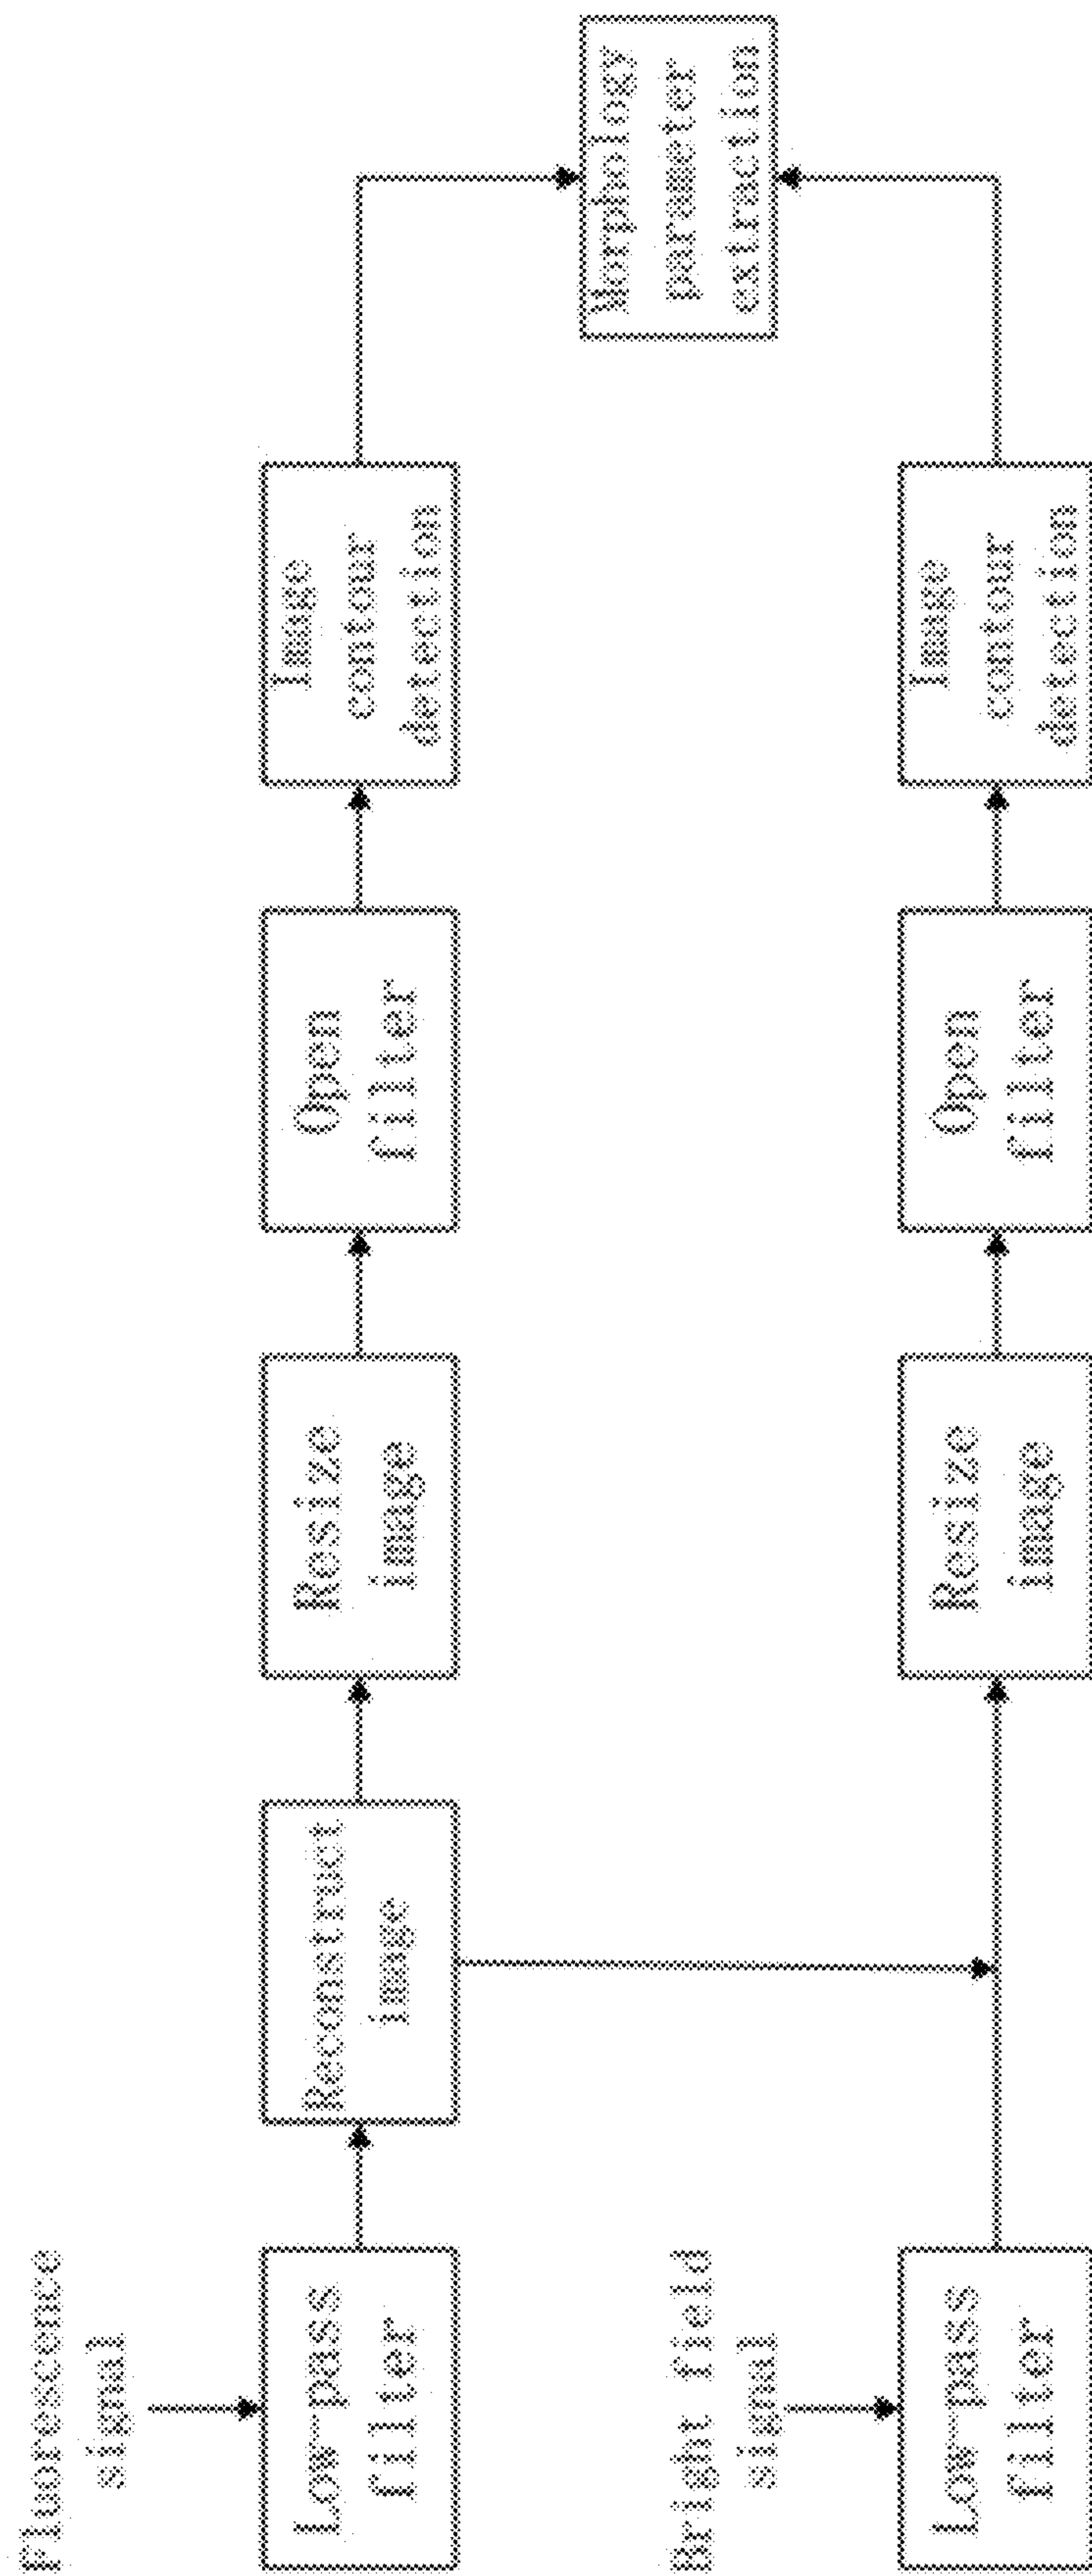 Fluorescence
signal
Low-pass
filter
Reconstruct
image
Resize
image
Open
filter
Image
contour
detection
Morphology
parameter
extraction
Bright field
signal
Low-pass
filter
Resize
image
Open
filter
Image
contour
detection